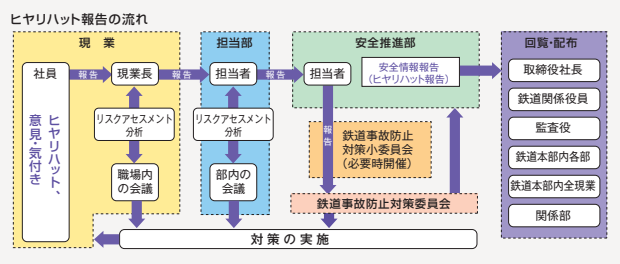 ヒヤリハット報告の流れ
現業
社員
ヒヤリハット、
意見・気付き
報告
現業長
リスクアセスメント
分析
職場内
の会議
報告
担当部
担当者
リスクアセスメント
分析
部内の
会議
報告
安全推進部
担当者
安全情報報告
(ヒヤリハット報告)
報告
鉄道事故防止
対策小委員会
(必要時開催)
鉄道事故防止対策委員会
対策の実施
回覧・配布
取締役社長
鉄道関係役員
監査役
鉄道本部内各部
鉄道本部内全現業
関係部